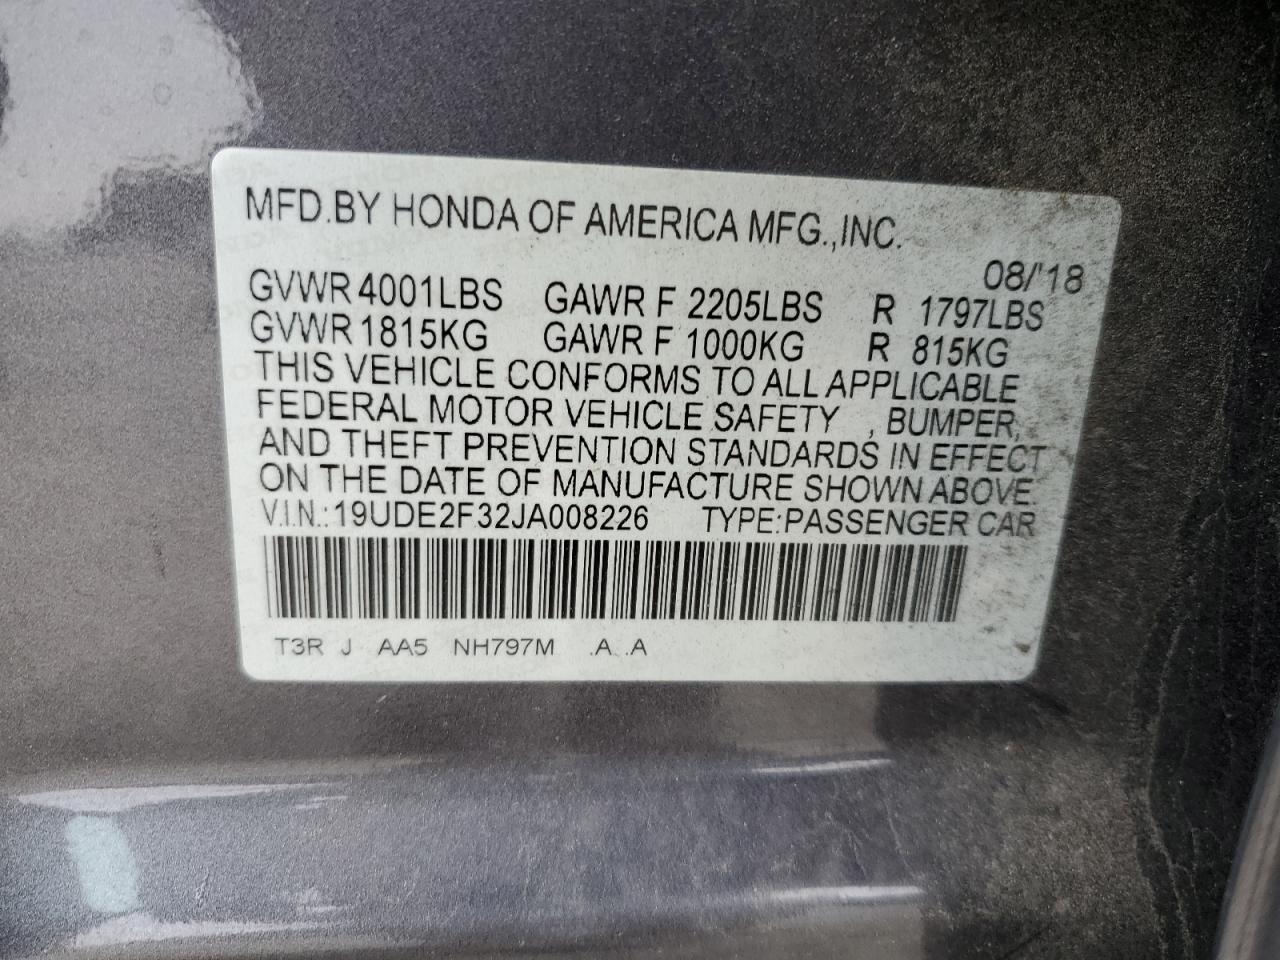 MFD.BY HONDA OF AMERICA MFG.,INC.
08/'18
GVWR 4001LBS GAWR F 2205LBS R 1797LBS
GVWR 1815KG GAWR F 1000KG R 815KG
THIS VEHICLE CONFORMS TO ALL APPLICABLE
FEDERAL MOTOR VEHICLE SAFETY , BUMPER,
AND THEFT PREVENTION STANDARDS IN EFFECT
ON THE DATE OF MANUFACTURE SHOWN ABOVE.
V.I.N.:19UDE2F32JA008226 TYPE:PASSENGER CAR
T3R J AA5 NH797M .A .A